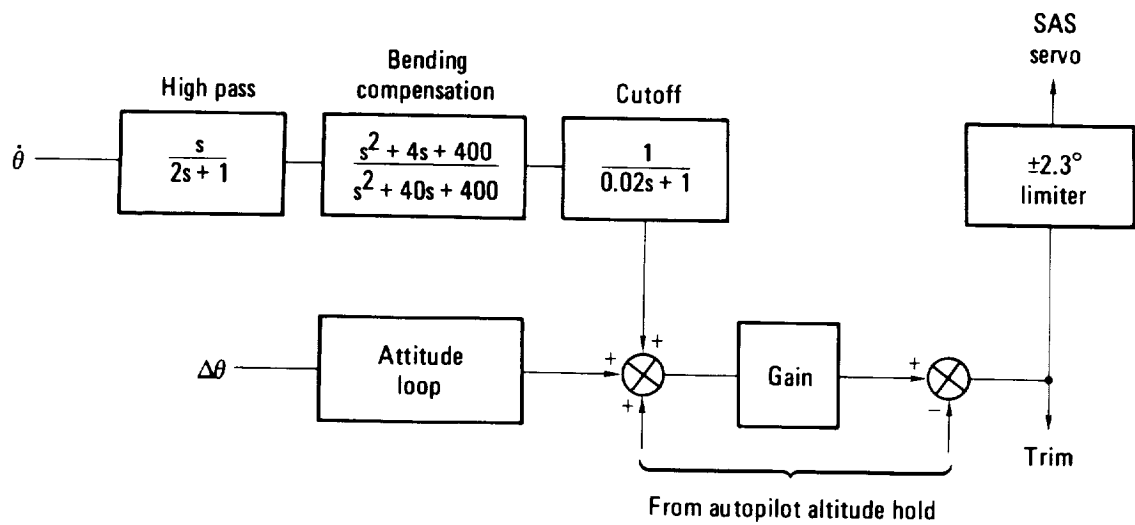 SAS
servo
Bending
compensation
High pass
Cutoff
θ̇
s
2s + 1
s² + 4s + 400
s² + 40s + 400
1
0.02s + 1
±2.3°
limiter
Δθ
Attitude
loop
+
+
+
Gain
+
−
Trim
From autopilot altitude hold